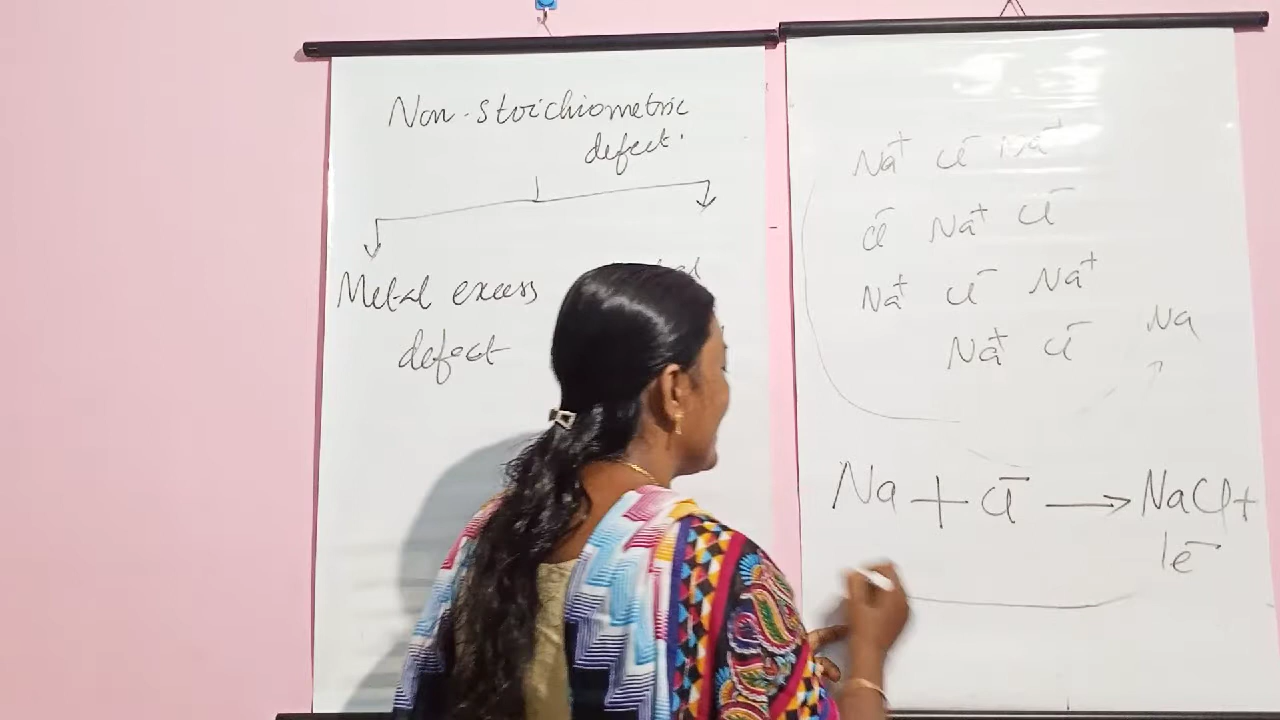 Non-stoichiometric
defect.
Metal excess
defect
Na⁺ Cl⁻ Na⁺
Cl⁻ Na⁺ Cl⁻
Na⁺ Cl⁻ Na⁺
Na⁺ Cl⁻ Na
Na + Cl⁻ → NaCl +
1e⁻